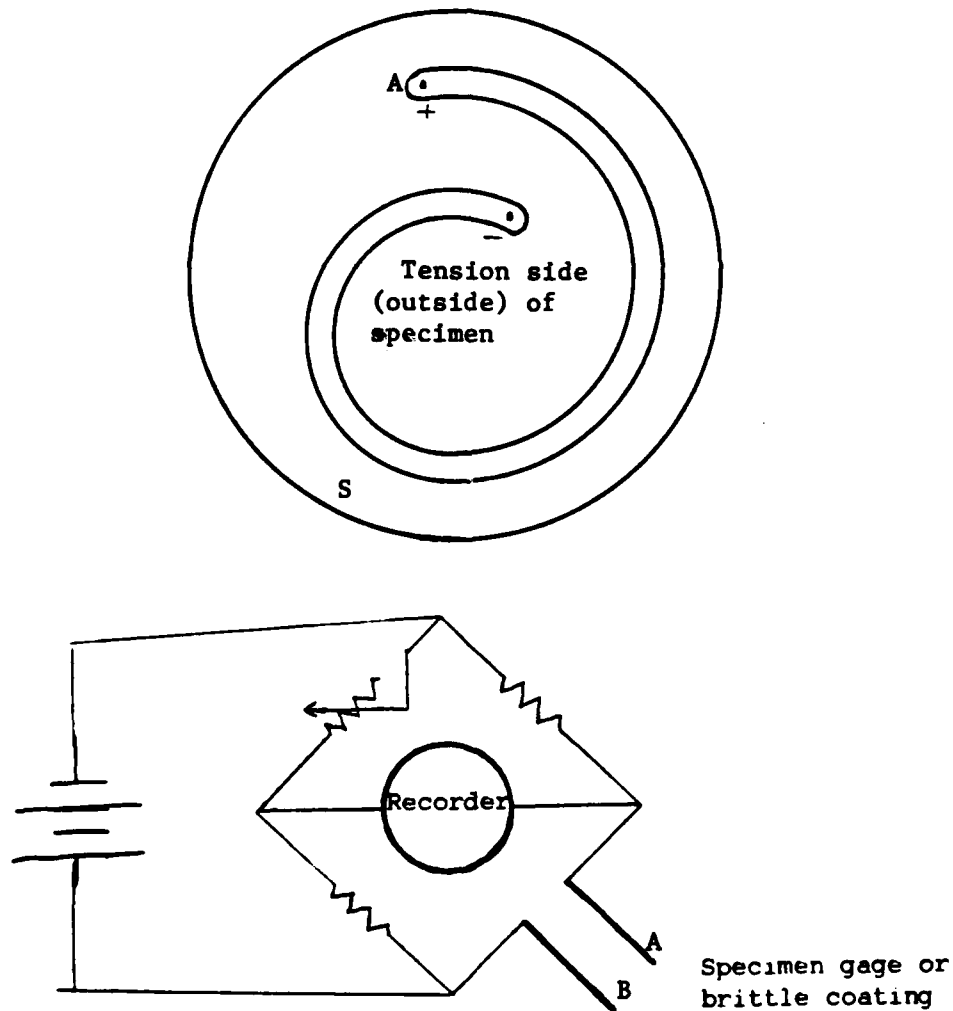 A
+
-
Tension side
(outside) of
specimen
S
Recorder
A
B
Specimen gage or
brittle coating